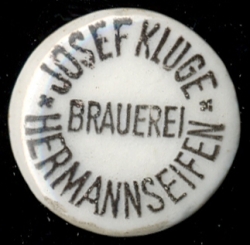 * JOSEF KLUGE *
BRAUEREI
HERMANNSEIFEN